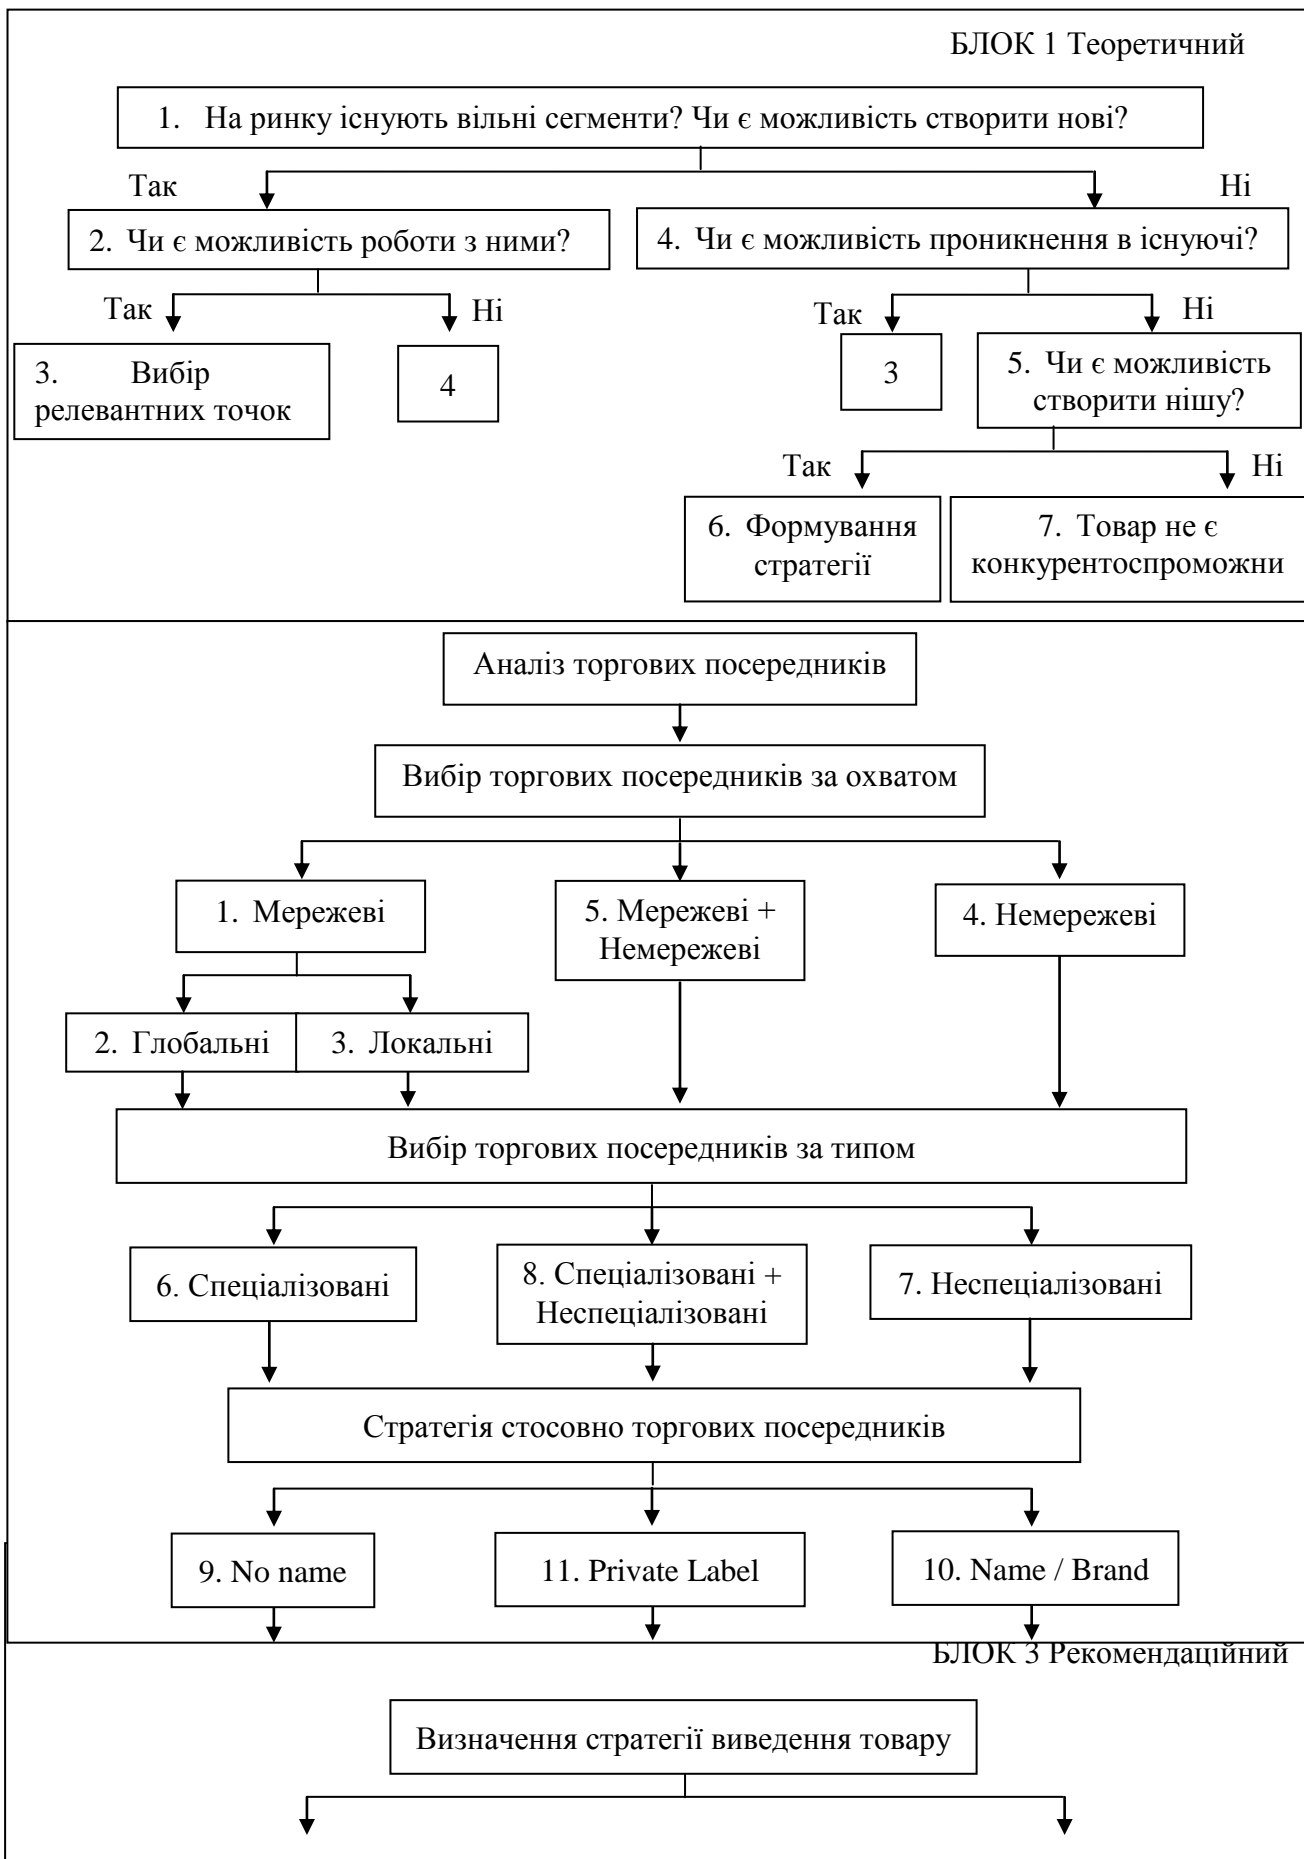 БЛОК 1 Теоретичний
1. На ринку існують вільні сегменти? Чи є можливість створити нові?
Так
Ні
2. Чи є можливість роботи з ними?
4. Чи є можливість проникнення в існуючі?
Так
Ні
Так
Ні
3. Вибір
релевантних точок
4
3
5. Чи є можливість
створити нішу?
Так
Ні
6. Формування
стратегії
7. Товар не є
конкурентоспроможни
Аналіз торгових посередників
Вибір торгових посередників за охватом
1. Мережеві
5. Мережеві +
Немережеві
4. Немережеві
2. Глобальні
3. Локальні
Вибір торгових посередників за типом
6. Спеціалізовані
8. Спеціалізовані +
Неспеціалізовані
7. Неспеціалізовані
Стратегія стосовно торгових посередників
9. No name
11. Private Label
10. Name / Brand
БЛОК 3 Рекомендаційний
Визначення стратегії виведення товару